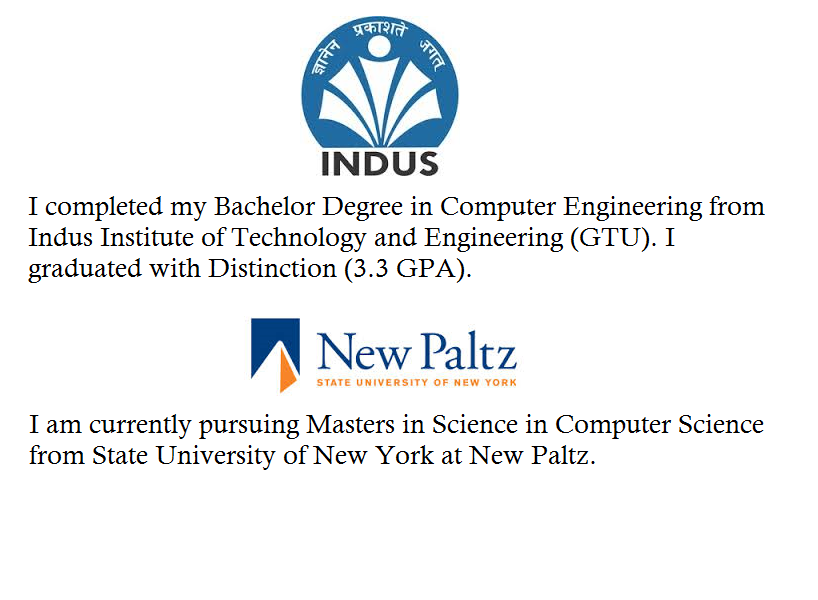 ज्ञानेन प्रकाशते जगत्
INDUS
I completed my Bachelor Degree in Computer Engineering from
Indus Institute of Technology and Engineering (GTU). I
graduated with Distinction (3.3 GPA).
New Paltz
STATE UNIVERSITY OF NEW YORK
I am currently pursuing Masters in Science in Computer Science
from State University of New York at New Paltz.